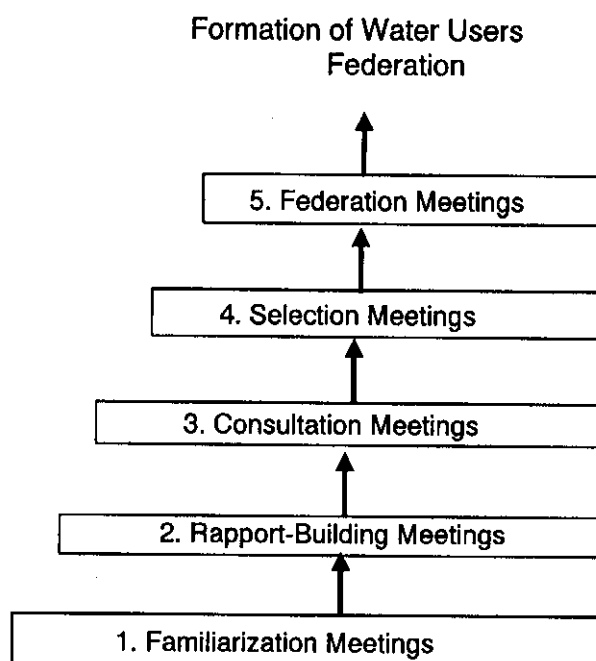 Formation of Water Users
Federation
5. Federation Meetings
4. Selection Meetings
3. Consultation Meetings
2. Rapport-Building Meetings
1. Familiarization Meetings